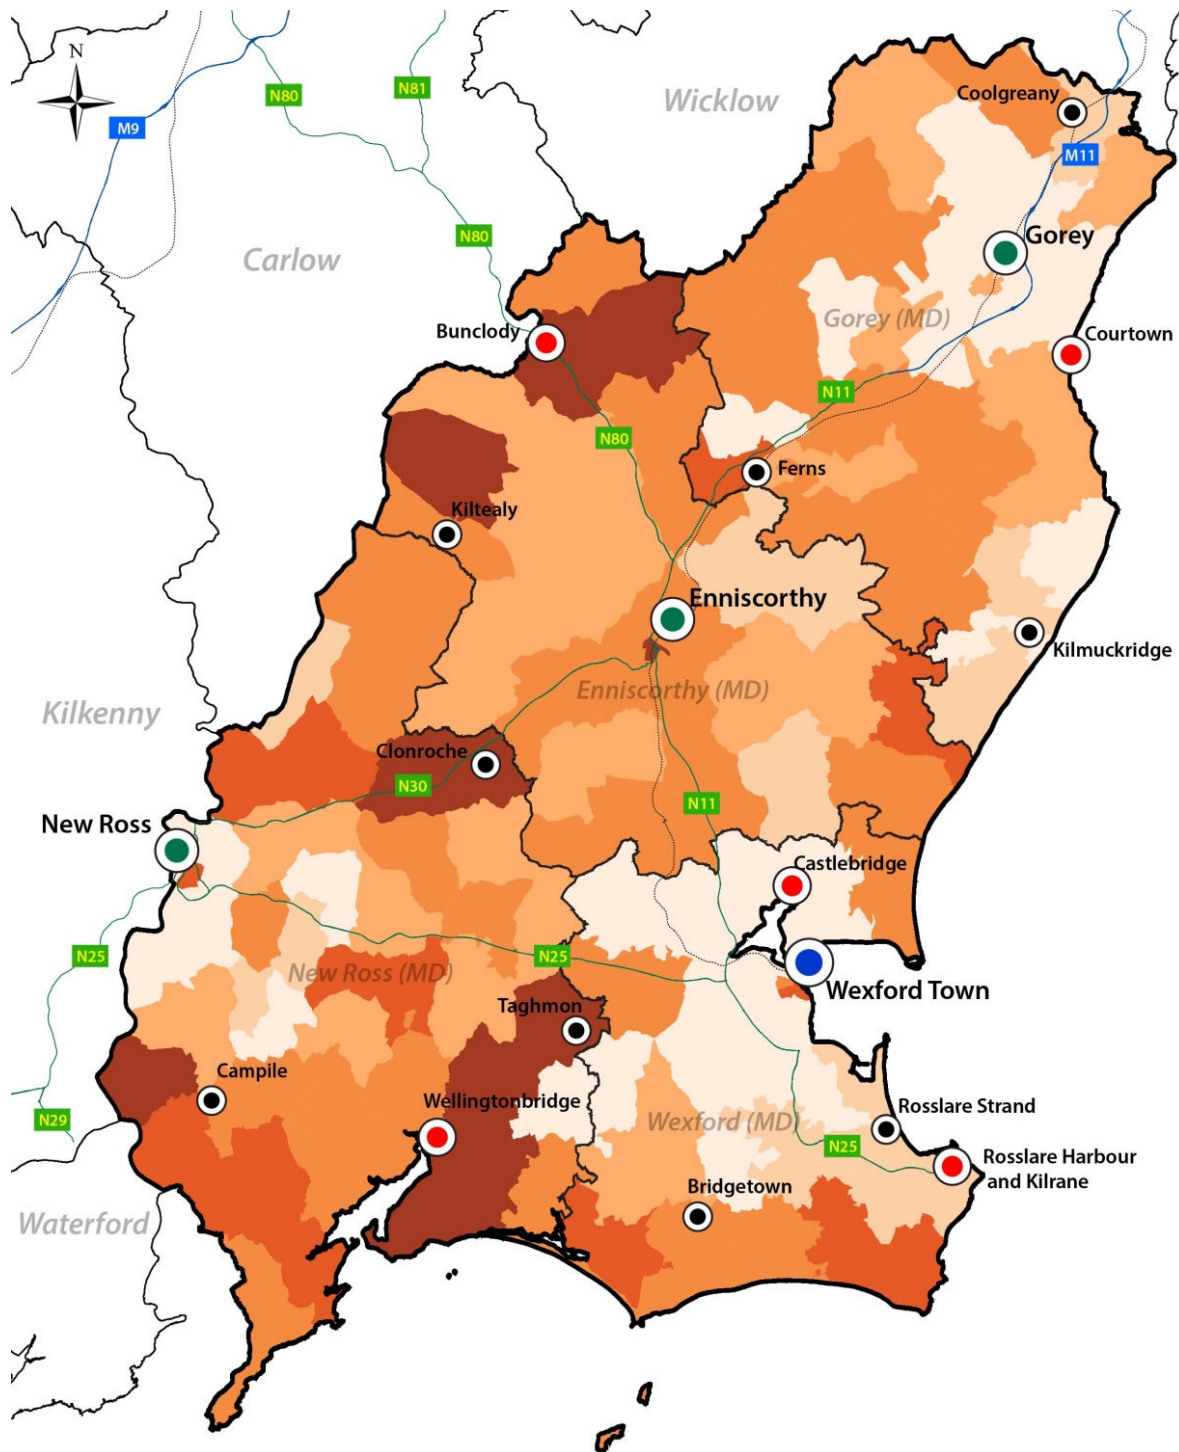 N
N80
N81
Wicklow
Coolgreany
M9
M11
N80
Gorey
Carlow
Bunclody
Gorey (MD)
Courtown
N11
N80
Ferns
Kiltealy
Enniscorthy
Kilmuckridge
Enniscorthy (MD)
Kilkenny
Clonroche
N30
N11
New Ross
Castlebridge
N25
N25
New Ross (MD)
Wexford Town
Taghmon
Campile
Wellingtonbridge
Rosslare Strand
N29
Wexford (MD)
N25
Rosslare Harbour
and Kilrane
Bridgetown
Waterford